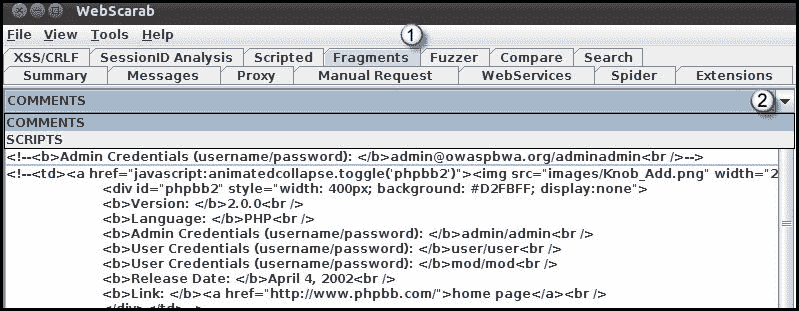 WebScarab
File View Tools Help
1
XSS/CRLF SessionID Analysis Scripted Fragments Fuzzer Compare Search
Summary Messages Proxy Manual Request WebServices Spider Extensions
COMMENTS 2
COMMENTS
SCRIPTS
<!--<b>Admin Credentials (username/password): </b>admin@owaspbwa.org/adminadmin<br />-->
<!--<td><a href="javascript:animatedcollapse.toggle('phpbb2')"><img src="images/Knob_Add.png" width="2
<div id="phpbb2" style="width: 400px; background: #D2FBFF; display:none">
<b>Version: </b>2.0.0<br />
<b>Language: </b>PHP<br />
<b>Admin Credentials (username/password): </b>admin/admin<br />
<b>User Credentials (username/password): </b>user/user<br />
<b>User Credentials (username/password): </b>mod/mod<br />
<b>Release Date: </b>April 4, 2002<br />
<b>Link: </b><a href="http://www.phpbb.com/">home page</a><br />